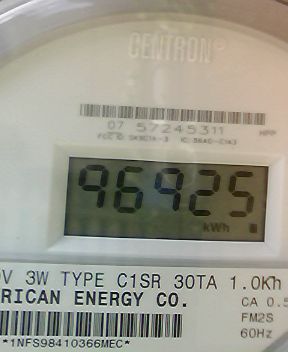 CENTRON®
07 57245311
HPP
96925
kWh
V 3W TYPE C1SR 30TA 1.0Kh
RICAN ENERGY CO.
CA 0.5
FM2S
60Hz
*1NFS98410366MEC*